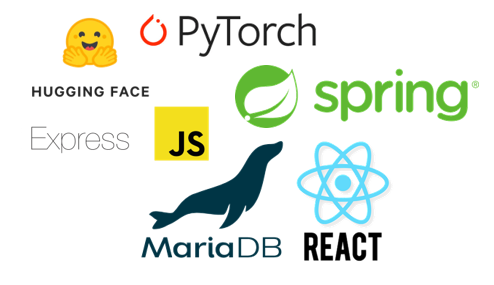 PyTorch
HUGGING FACE
spring®
Express
JS
MariaDB
REACT